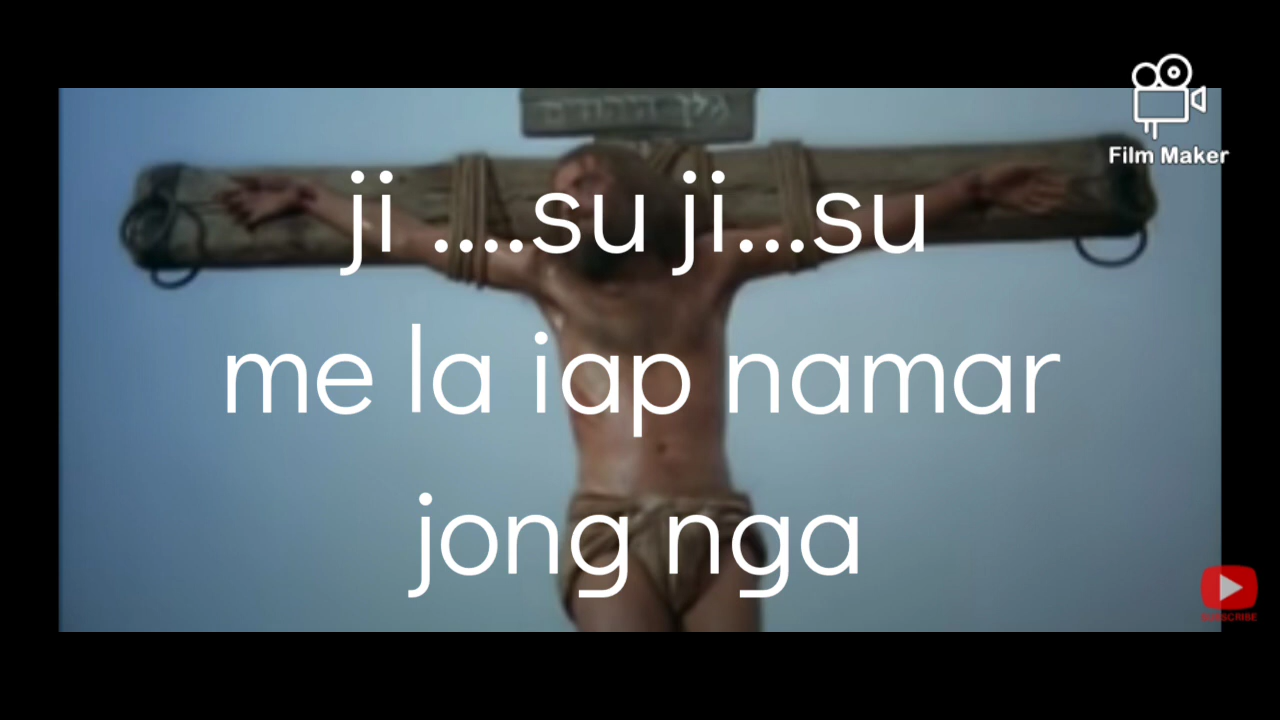 Film Maker
ji ....su ji...su
me la iap namar
jong nga